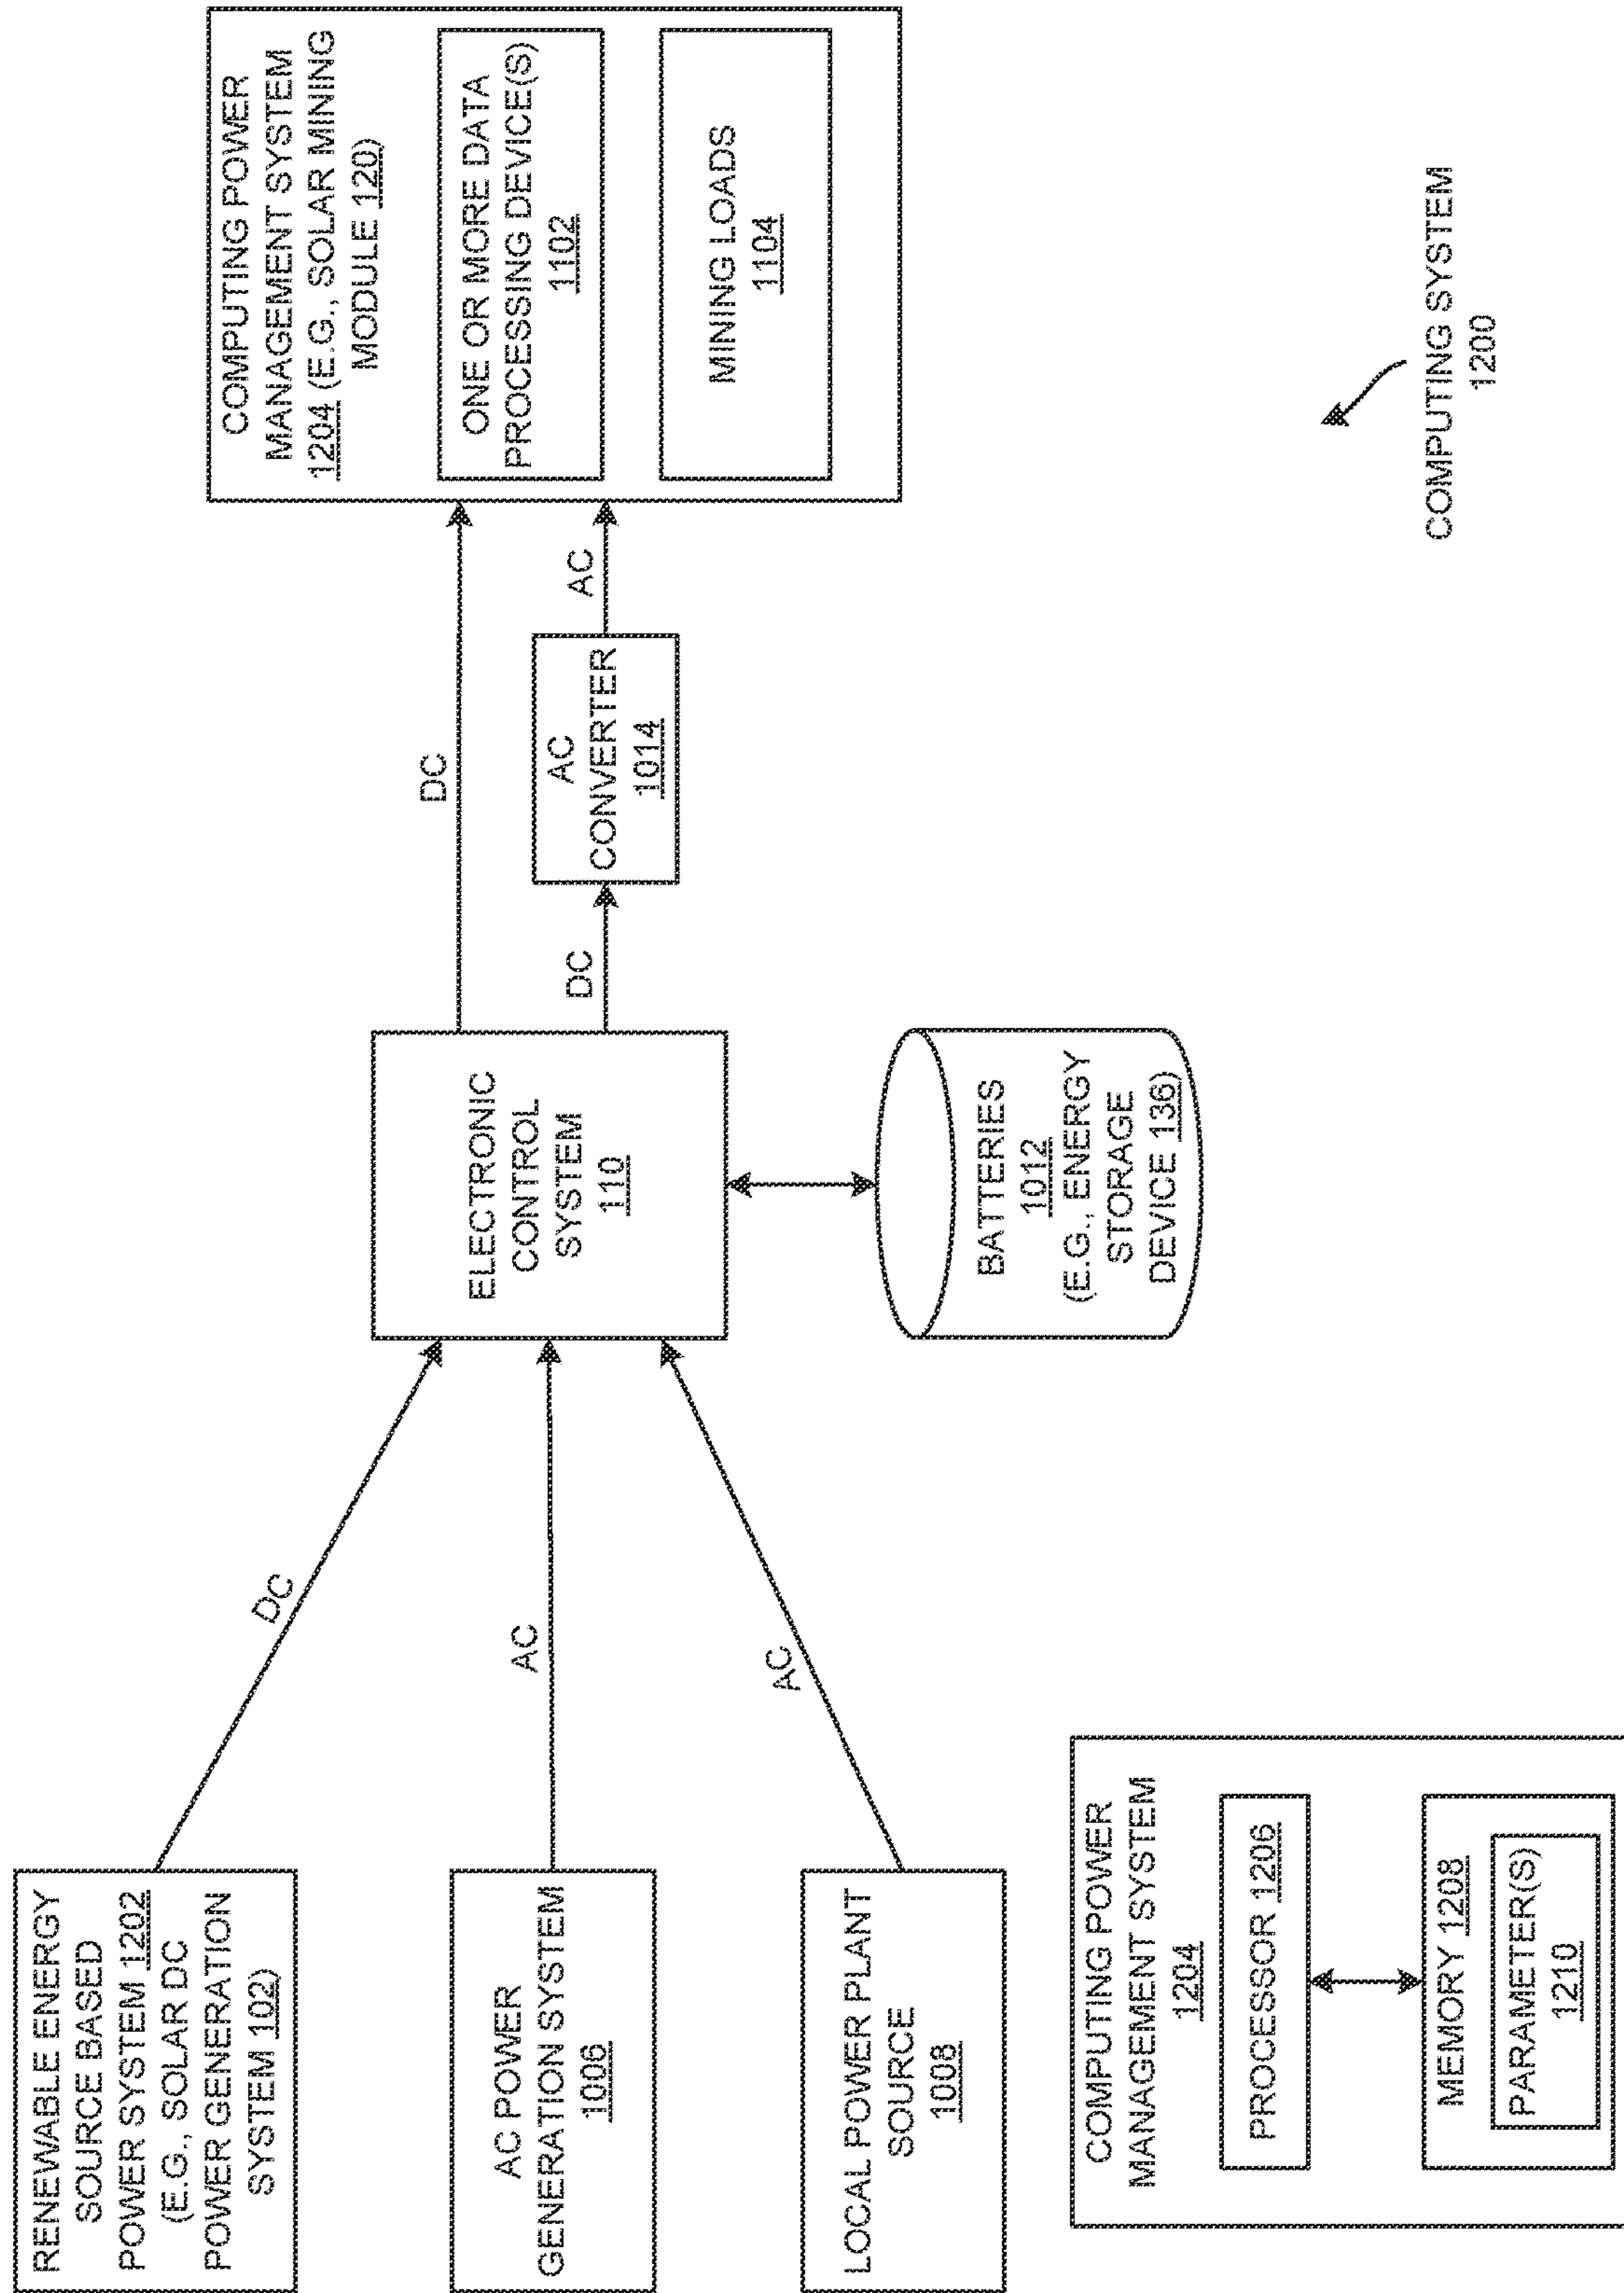 RENEWABLE ENERGY
SOURCE BASED
POWER SYSTEM 1202
(E.G., SOLAR DC
POWER GENERATION
SYSTEM 102)
AC POWER
GENERATION SYSTEM
1006
LOCAL POWER PLANT
SOURCE
1008
DC
AC
AC
ELECTRONIC
CONTROL
SYSTEM
110
BATTERIES
1012
(E.G., ENERGY
STORAGE
DEVICE 136)
DC
DC
AC
CONVERTER
1014
AC
COMPUTING POWER
MANAGEMENT SYSTEM
1204 (E.G., SOLAR MINING
MODULE 120)
ONE OR MORE DATA
PROCESSING DEVICE(S)
1102
MINING LOADS
1104
COMPUTING POWER
MANAGEMENT SYSTEM
1204
PROCESSOR 1206
MEMORY 1208
PARAMETER(S)
1210
COMPUTING SYSTEM
1200